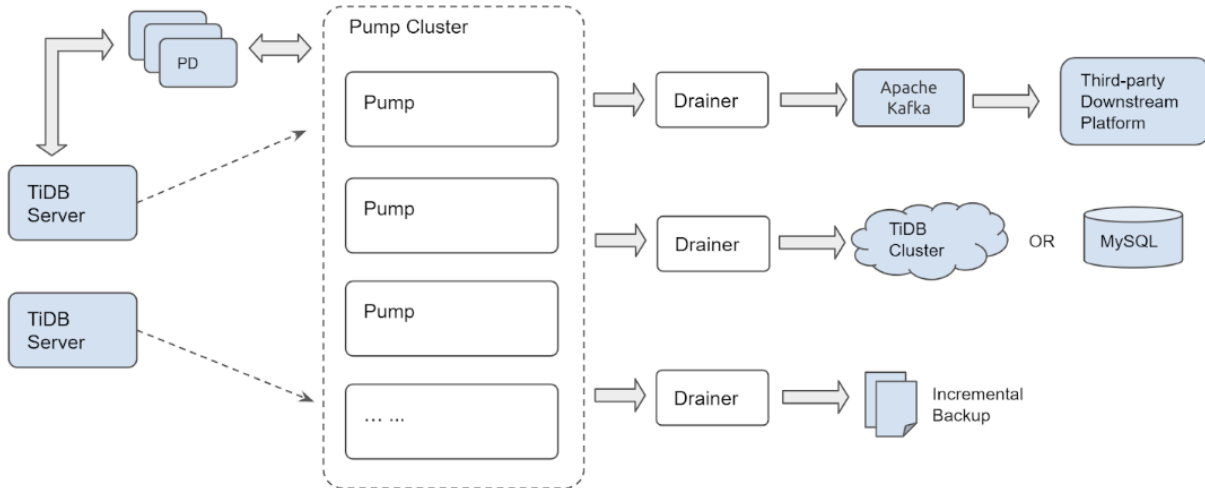 Pump Cluster
PD
Pump
Drainer
Apache
Kafka
Third-party
Downstream
Platform
TiDB
Server
Pump
Drainer
TiDB
Cluster
OR
MySQL
TiDB
Server
Pump
... ...
Drainer
Incremental
Backup